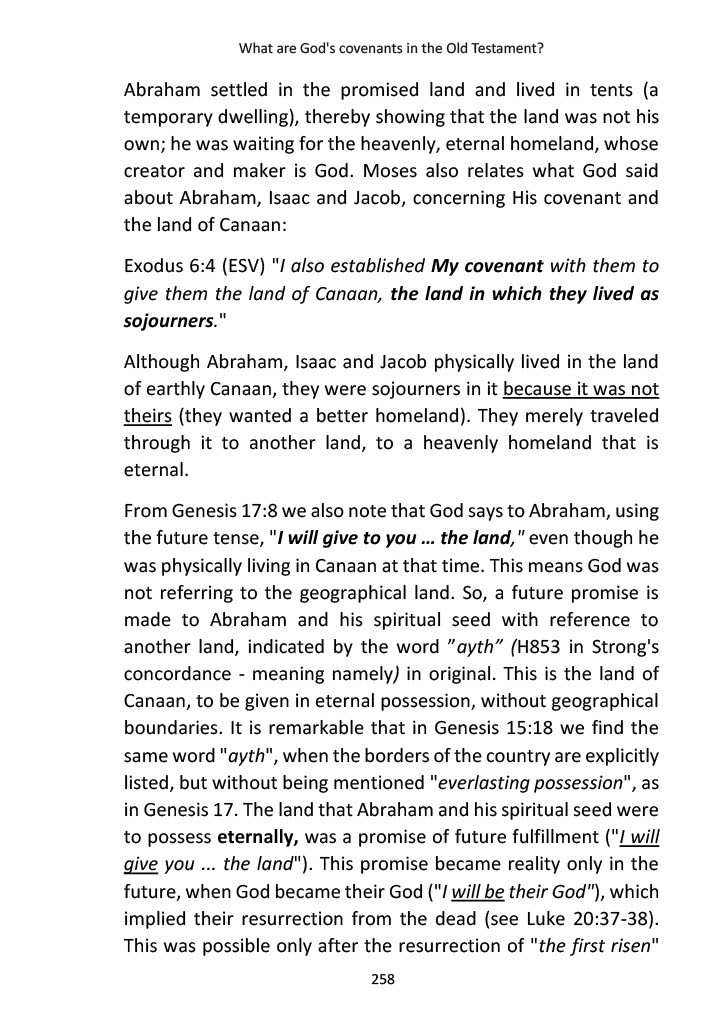 What are God's covenants in the Old Testament?
Abraham settled in the promised land and lived in tents (a
temporary dwelling), thereby showing that the land was not his
own; he was waiting for the heavenly, eternal homeland, whose
creator and maker is God. Moses also relates what God said
about Abraham, Isaac and Jacob, concerning His covenant and
the land of Canaan:
Exodus 6:4 (ESV) "I also established My covenant with them to
give them the land of Canaan, the land in which they lived as
sojourners."
Although Abraham, Isaac and Jacob physically lived in the land
of earthly Canaan, they were sojourners in it because it was not
theirs (they wanted a better homeland). They merely traveled
through it to another land, to a heavenly homeland that is
eternal.
From Genesis 17:8 we also note that God says to Abraham, using
the future tense, "I will give to you … the land," even though he
was physically living in Canaan at that time. This means God was
not referring to the geographical land. So, a future promise is
made to Abraham and his spiritual seed with reference to
another land, indicated by the word ”ayth” (H853 in Strong's
concordance - meaning namely) in original. This is the land of
Canaan, to be given in eternal possession, without geographical
boundaries. It is remarkable that in Genesis 15:18 we find the
same word "ayth", when the borders of the country are explicitly
listed, but without being mentioned "everlasting possession", as
in Genesis 17. The land that Abraham and his spiritual seed were
to possess eternally, was a promise of future fulfillment ("I will
give you ... the land"). This promise became reality only in the
future, when God became their God ("I will be their God"), which
implied their resurrection from the dead (see Luke 20:37-38).
This was possible only after the resurrection of "the first risen"
258